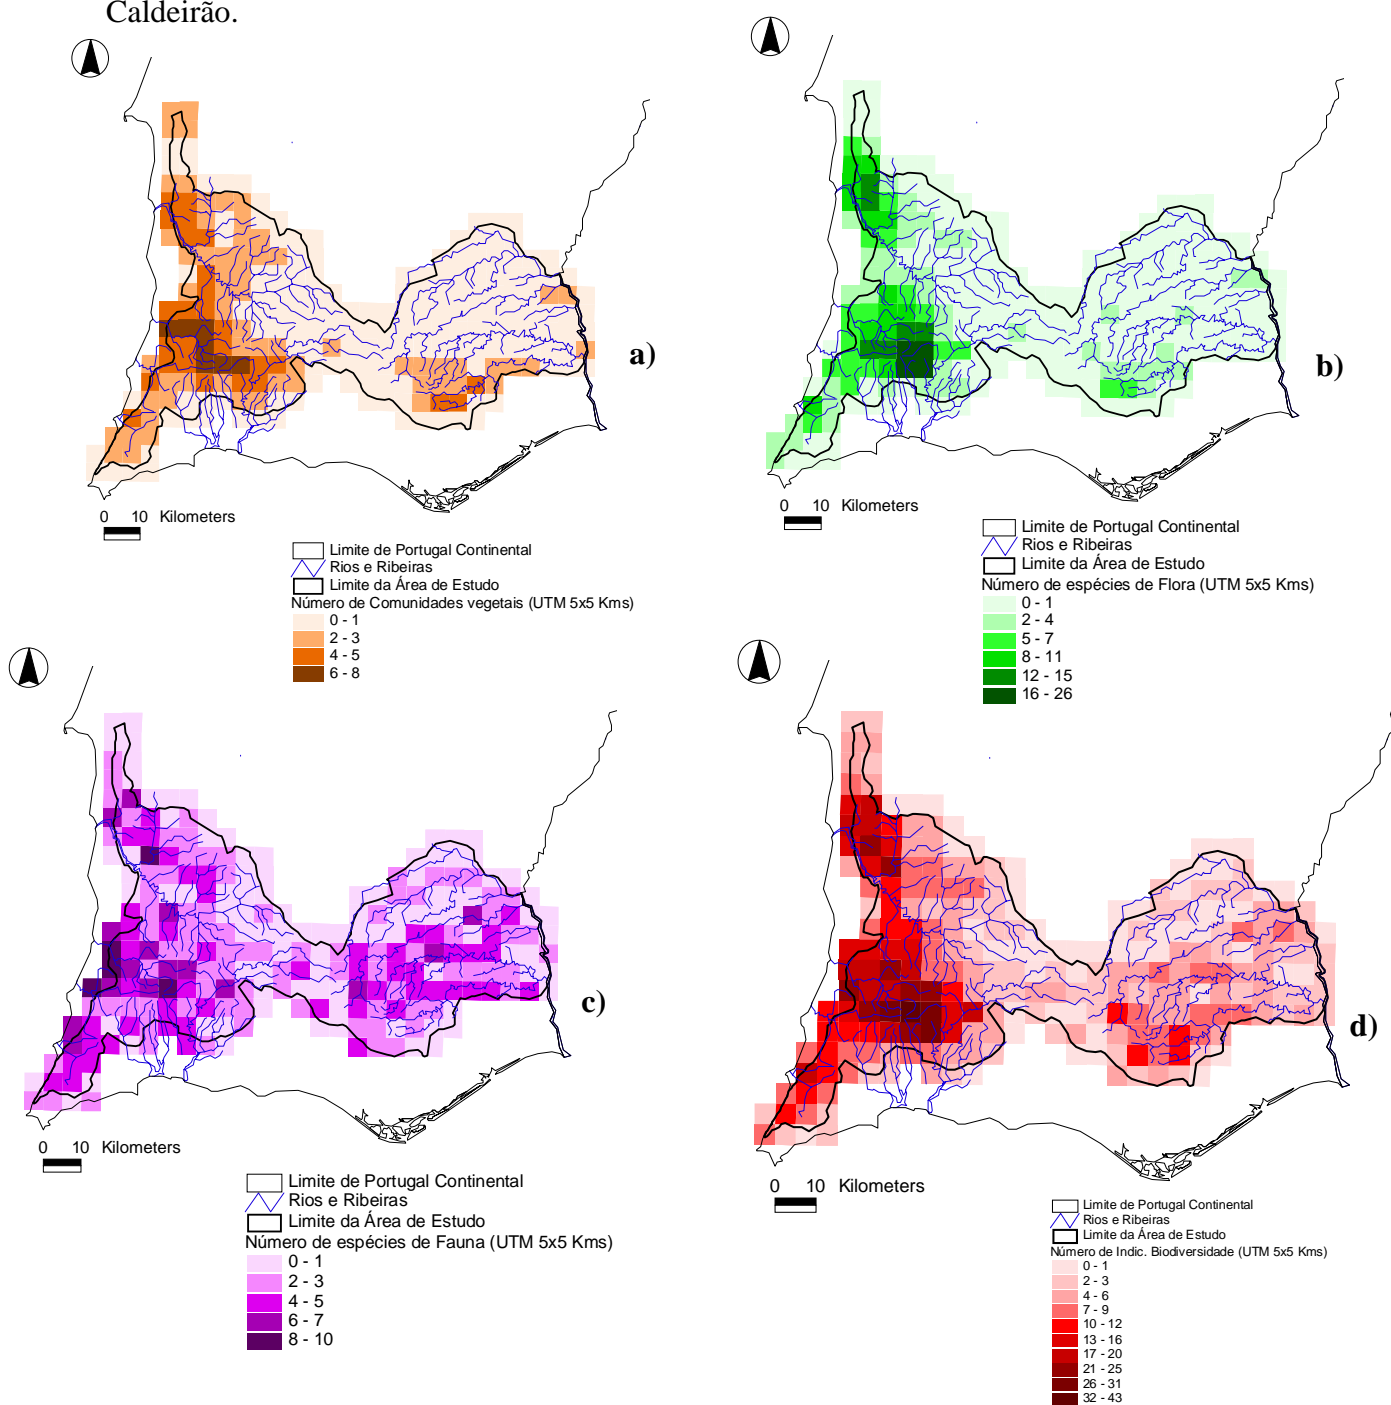 Caldeirão.
a)
0 10 Kilometers
Limite de Portugal Continental
Rios e Ribeiras
Limite da Área de Estudo
Número de Comunidades vegetais (UTM 5x5 Kms)
0 - 1
2 - 3
4 - 5
6 - 8
b)
0 10 Kilometers
Limite de Portugal Continental
Rios e Ribeiras
Limite da Área de Estudo
Número de espécies de Flora (UTM 5x5 Kms)
0 - 1
2 - 4
5 - 7
8 - 11
12 - 15
16 - 26
c)
0 10 Kilometers
Limite de Portugal Continental
Rios e Ribeiras
Limite da Área de Estudo
Número de espécies de Fauna (UTM 5x5 Kms)
0 - 1
2 - 3
4 - 5
6 - 7
8 - 10
d)
0 10 Kilometers
Limite de Portugal Continental
Rios e Ribeiras
Limite da Área de Estudo
Número de Indic. Biodiversidade (UTM 5x5 Kms)
0 - 1
2 - 3
4 - 6
7 - 9
10 - 12
13 - 16
17 - 20
21 - 25
26 - 31
32 - 43